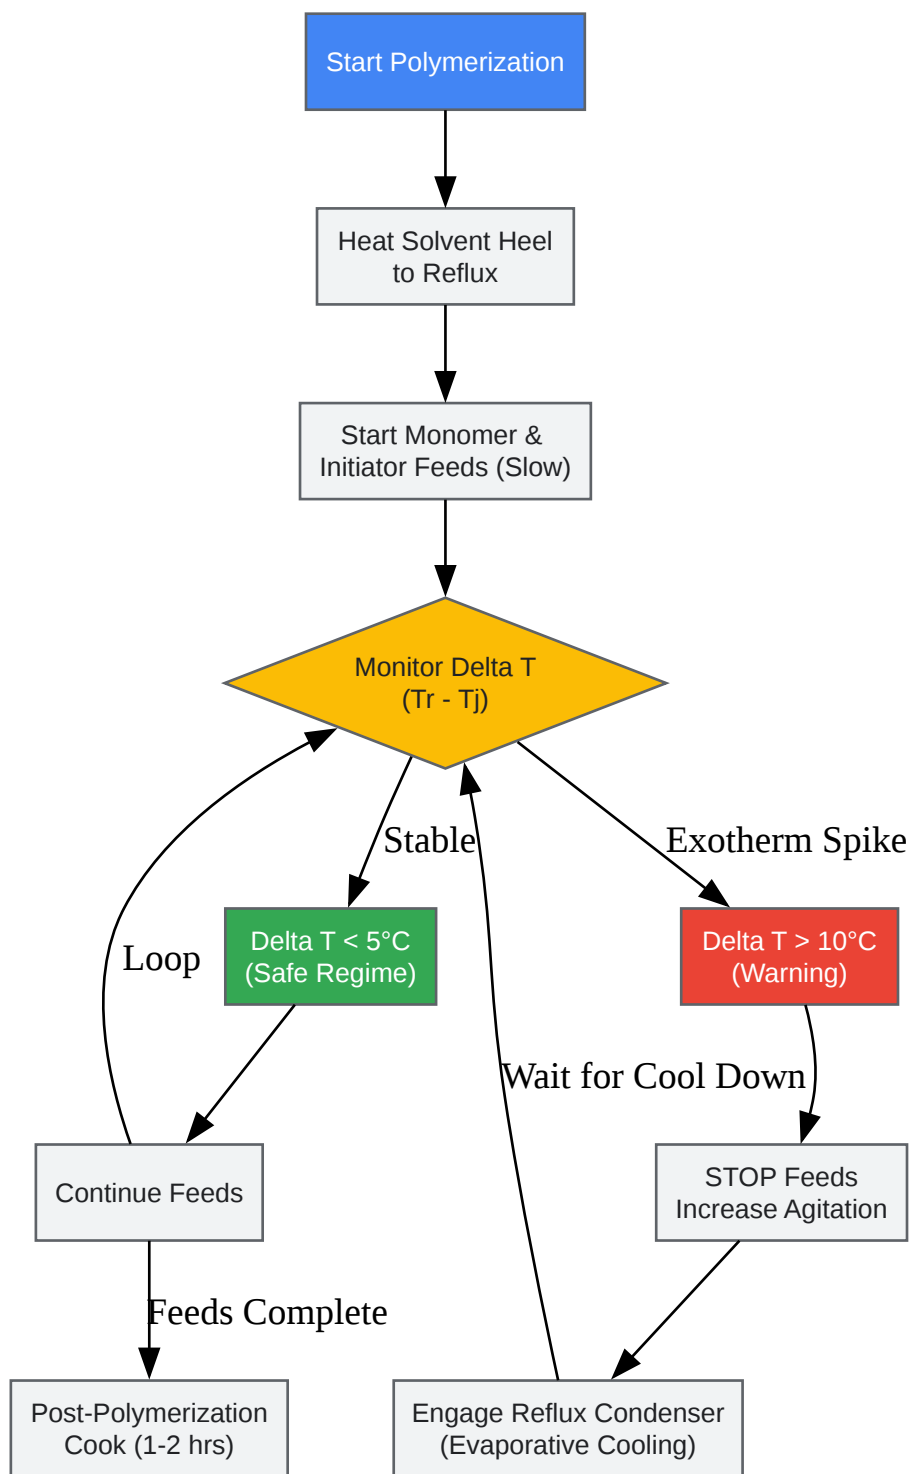 Start Polymerization
Heat Solvent Heel
to Reflux
Start Monomer &
Initiator Feeds (Slow)
Monitor Delta T
(Tr - Tj)
Stable
Exotherm Spike
Delta T < 5°C
(Safe Regime)
Delta T > 10°C
(Warning)
Loop
Wait for Cool Down
Continue Feeds
STOP Feeds
Increase Agitation
Feeds Complete
Post-Polymerization
Cook (1-2 hrs)
Engage Reflux Condenser
(Evaporative Cooling)